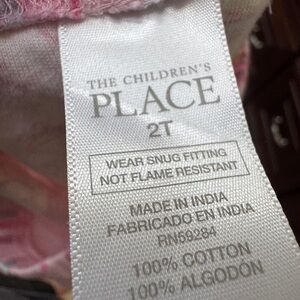 THE CHILDREN'S
PLACE
2T
WEAR SNUG FITTING
NOT FLAME RESISTANT
MADE IN INDIA
FABRICADO EN INDIA
RN59284
100% COTTON
100% ALGODON